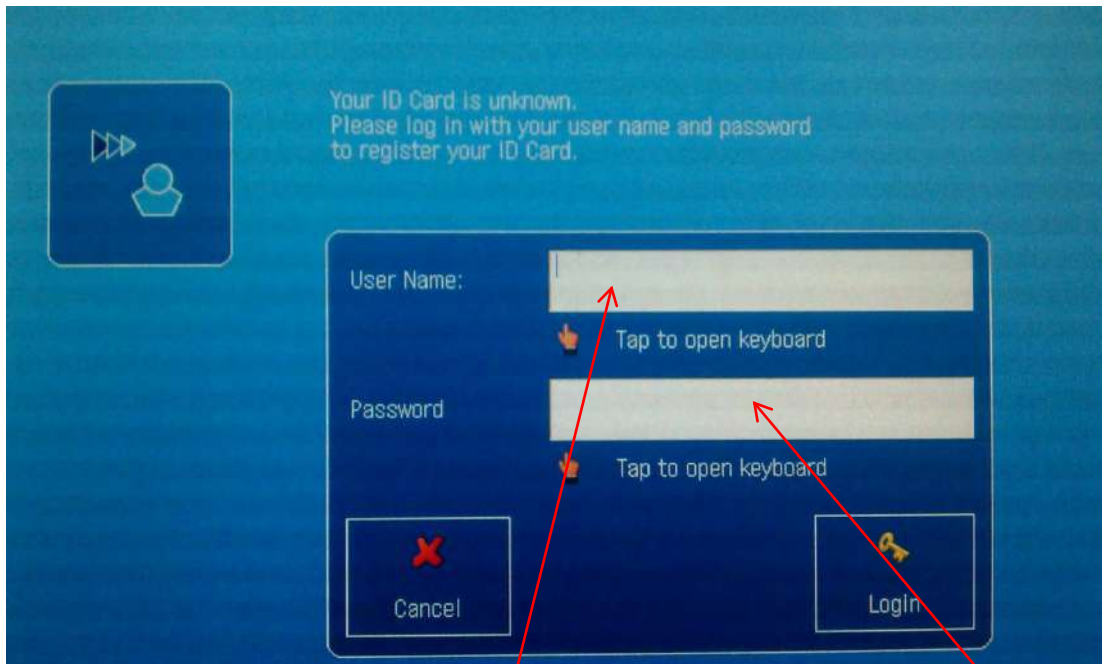 Your ID Card is unknown.
Please log in with your user name and password
to register your ID Card.
User Name:
Tap to open keyboard
Password
Tap to open keyboard
Cancel
Login